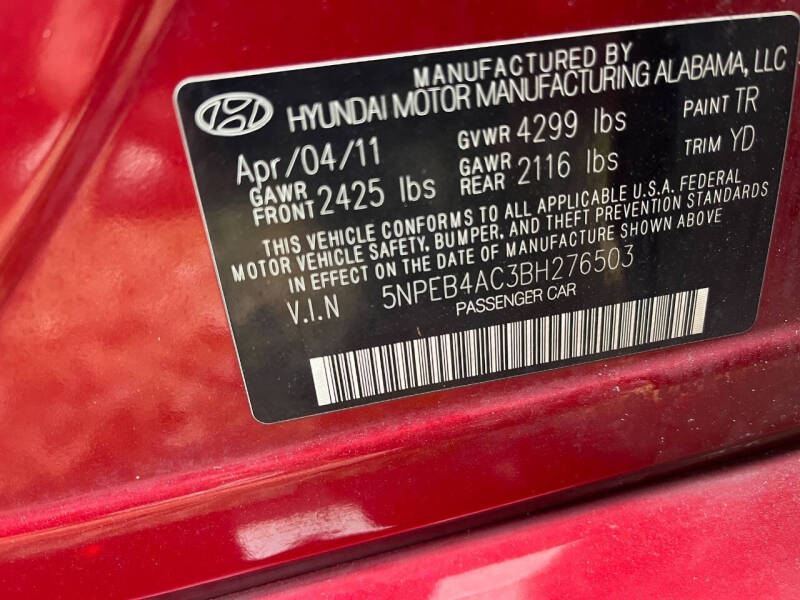 MANUFACTURED BY
HYUNDAI MOTOR MANUFACTURING ALABAMA, LLC
Apr/04/11 GVWR 4299 lbs PAINT TR
GAWR FRONT 2425 lbs GAWR REAR 2116 lbs TRIM YD
THIS VEHICLE CONFORMS TO ALL APPLICABLE U.S.A. FEDERAL
MOTOR VEHICLE SAFETY, BUMPER, AND THEFT PREVENTION STANDARDS
IN EFFECT ON THE DATE OF MANUFACTURE SHOWN ABOVE
V.I.N 5NPEB4AC3BH276503
PASSENGER CAR